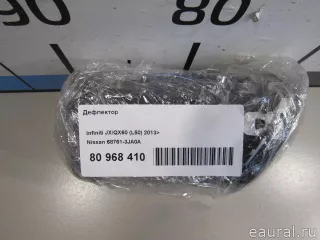 80
90
Дефлектор
Infiniti JX/QX60 (L50) 2013>
Nissan 68761-3JA0A
80 968 410
eaural.ru